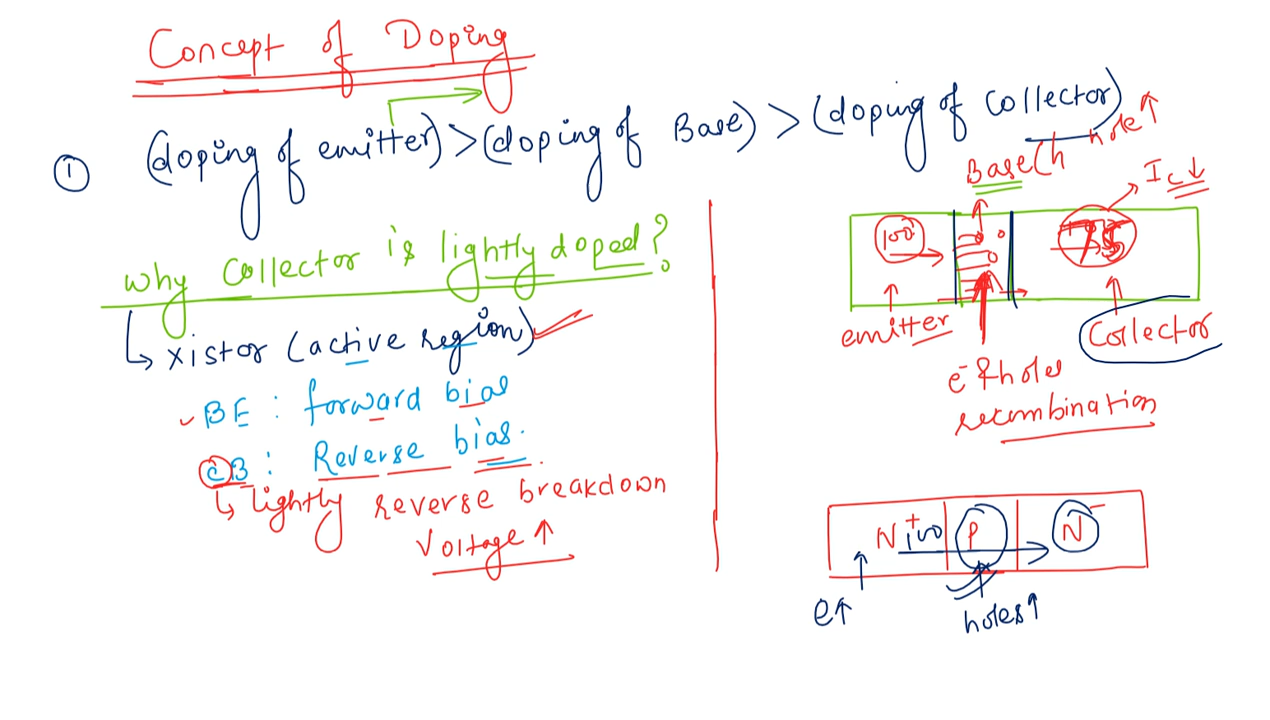 Concept of Doping
① (doping of emitter) > (doping of Base) > (doping of collector)
why collector is lightly doped?
↳ xistor (active region)
BE : forward bias
CB : Reverse bias.
↳ lightly reverse breakdown
Voltage ↑
Base (h hole ↑
Ic ↓
100
75
emitter
Collector
e⁻ & holes
recombination
N⁺ 100 P N⁻
e ↑
holes ↑